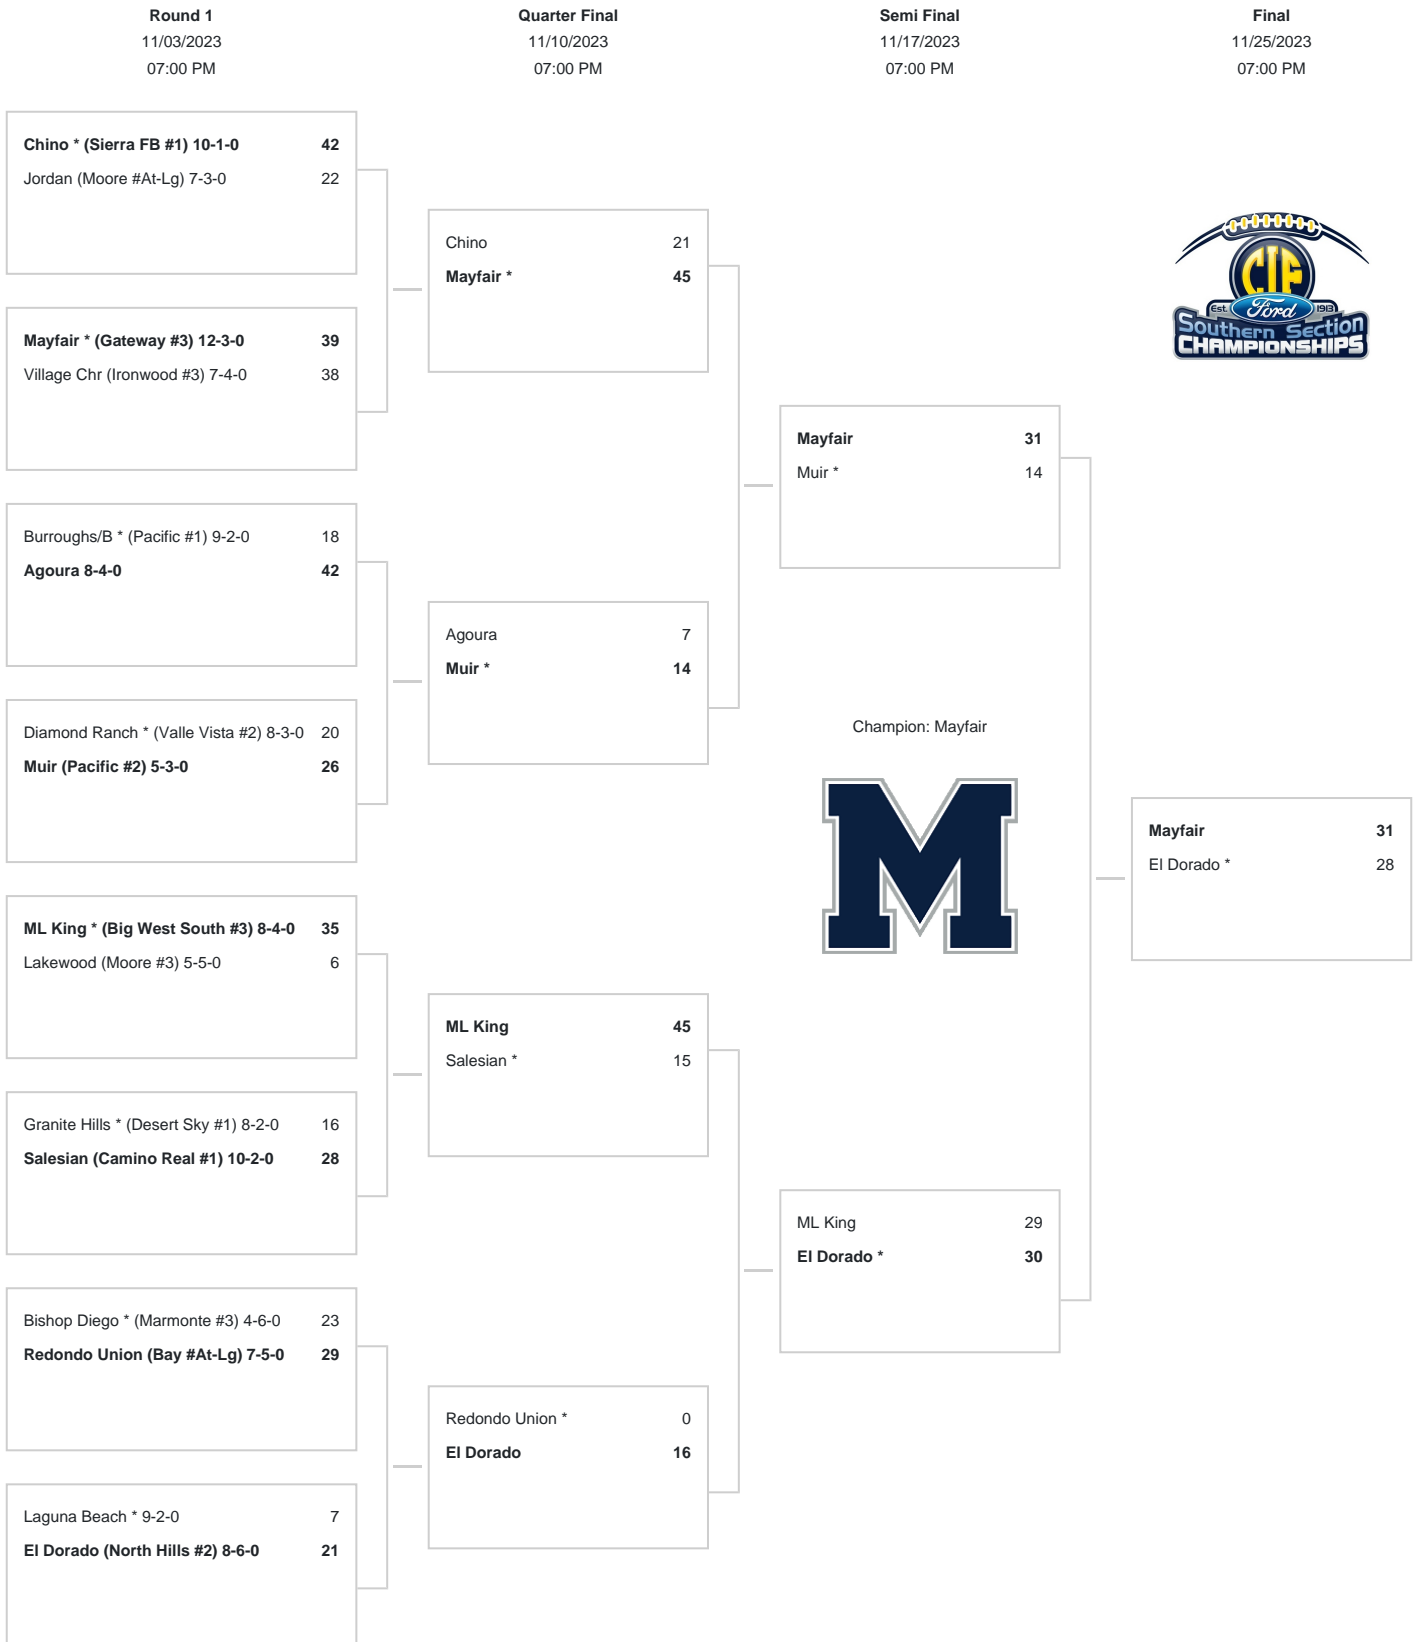 Round 1
11/03/2023
07:00 PM
Quarter Final
11/10/2023
07:00 PM
Semi Final
11/17/2023
07:00 PM
Final
11/25/2023
07:00 PM
Chino * (Sierra FB #1) 10-1-0 42
Jordan (Moore #At-Lg) 7-3-0 22
Mayfair * (Gateway #3) 12-3-0 39
Village Chr (Ironwood #3) 7-4-0 38
Burroughs/B * (Pacific #1) 9-2-0 18
Agoura 8-4-0 42
Diamond Ranch * (Valle Vista #2) 8-3-0 20
Muir (Pacific #2) 5-3-0 26
ML King * (Big West South #3) 8-4-0 35
Lakewood (Moore #3) 5-5-0 6
Granite Hills * (Desert Sky #1) 8-2-0 16
Salesian (Camino Real #1) 10-2-0 28
Bishop Diego * (Marmonte #3) 4-6-0 23
Redondo Union (Bay #At-Lg) 7-5-0 29
Laguna Beach * 9-2-0 7
El Dorado (North Hills #2) 8-6-0 21
Chino 21
Mayfair * 45
Agoura 7
Muir * 14
ML King 45
Salesian * 15
Redondo Union * 0
El Dorado 16
Mayfair 31
Muir * 14
ML King 29
El Dorado * 30
Champion: Mayfair
M
CIF
Est. Ford 1913
Southern Section
CHAMPIONSHIPS
Mayfair 31
El Dorado * 28